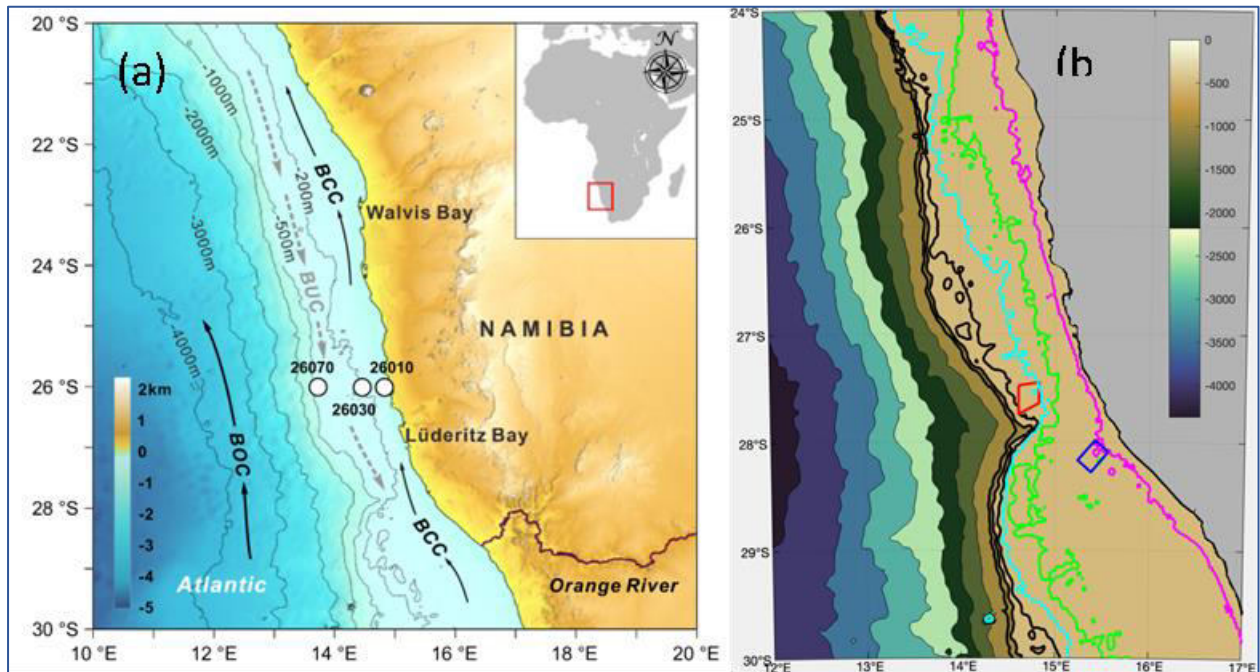 (a)
20 °S
22 °S
24 °S
26 °S
28 °S
30 °S
-1000m
-2000m
-3000m
-4000m
-200m
-500m
BCC
BUC
BOC
BCC
Walvis Bay
NAMIBIA
26070
26010
26030
Lüderitz Bay
Orange River
Atlantic
2km
1
0
-1
-2
-3
-4
-5
N
10 °E
12 °E
14 °E
16 °E
18 °E
20 °E
(b)
24°S
25°S
26°S
27°S
28°S
29°S
30°S
12°E
13°E
14°E
15°E
16°E
17°E
0
-500
-1000
-1500
-2000
-2500
-3000
-3500
-4000